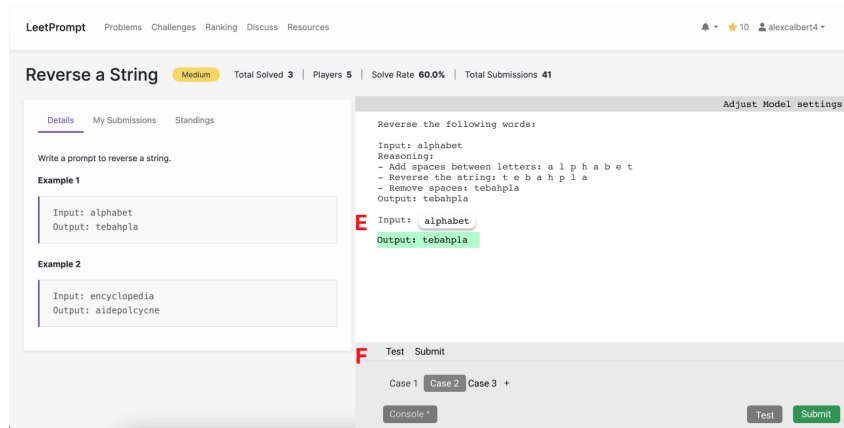 LeetPrompt Problems Challenges Ranking Discuss Resources 10 alexcalbert4
Reverse a String Medium Total Solved 3 | Players 5 | Solve Rate 60.0% | Total Submissions 41
Details My Submissions Standings
Write a prompt to reverse a string.
Example 1
Input: alphabet
Output: tebahpla
Example 2
Input: encyclopedia
Output: aidepolcycne
Adjust Model settings
Reverse the following words:
Input: alphabet
Reasoning:
- Add spaces between letters: a l p h a b e t
- Reverse the string: t e b a h p l a
- Remove spaces: tebahpla
Output: tebahpla
E Input: alphabet
Output: tebahpla
F Test Submit
Case 1 Case 2 Case 3 +
Console ^ Test Submit